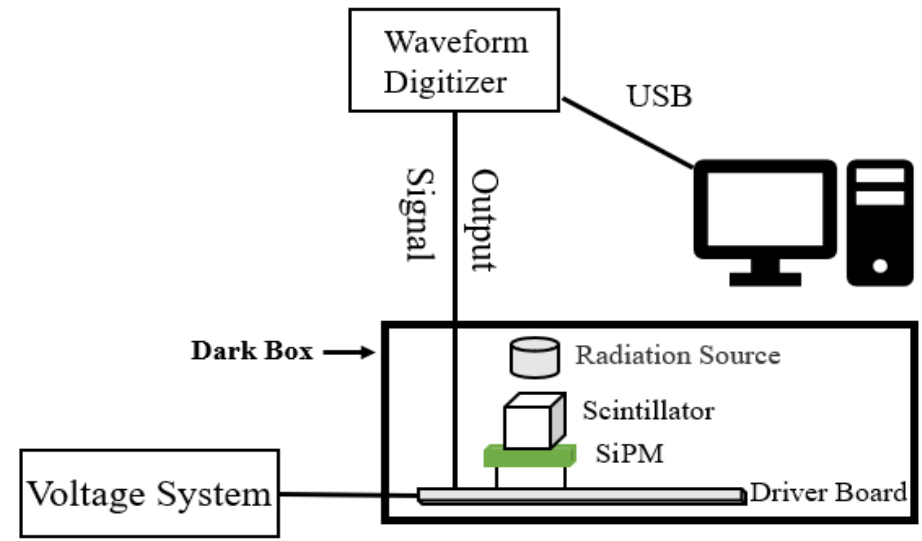 Waveform
Digitizer
USB
Signal
Output
Dark Box
Radiation Source
Scintillator
SiPM
Voltage System
Driver Board